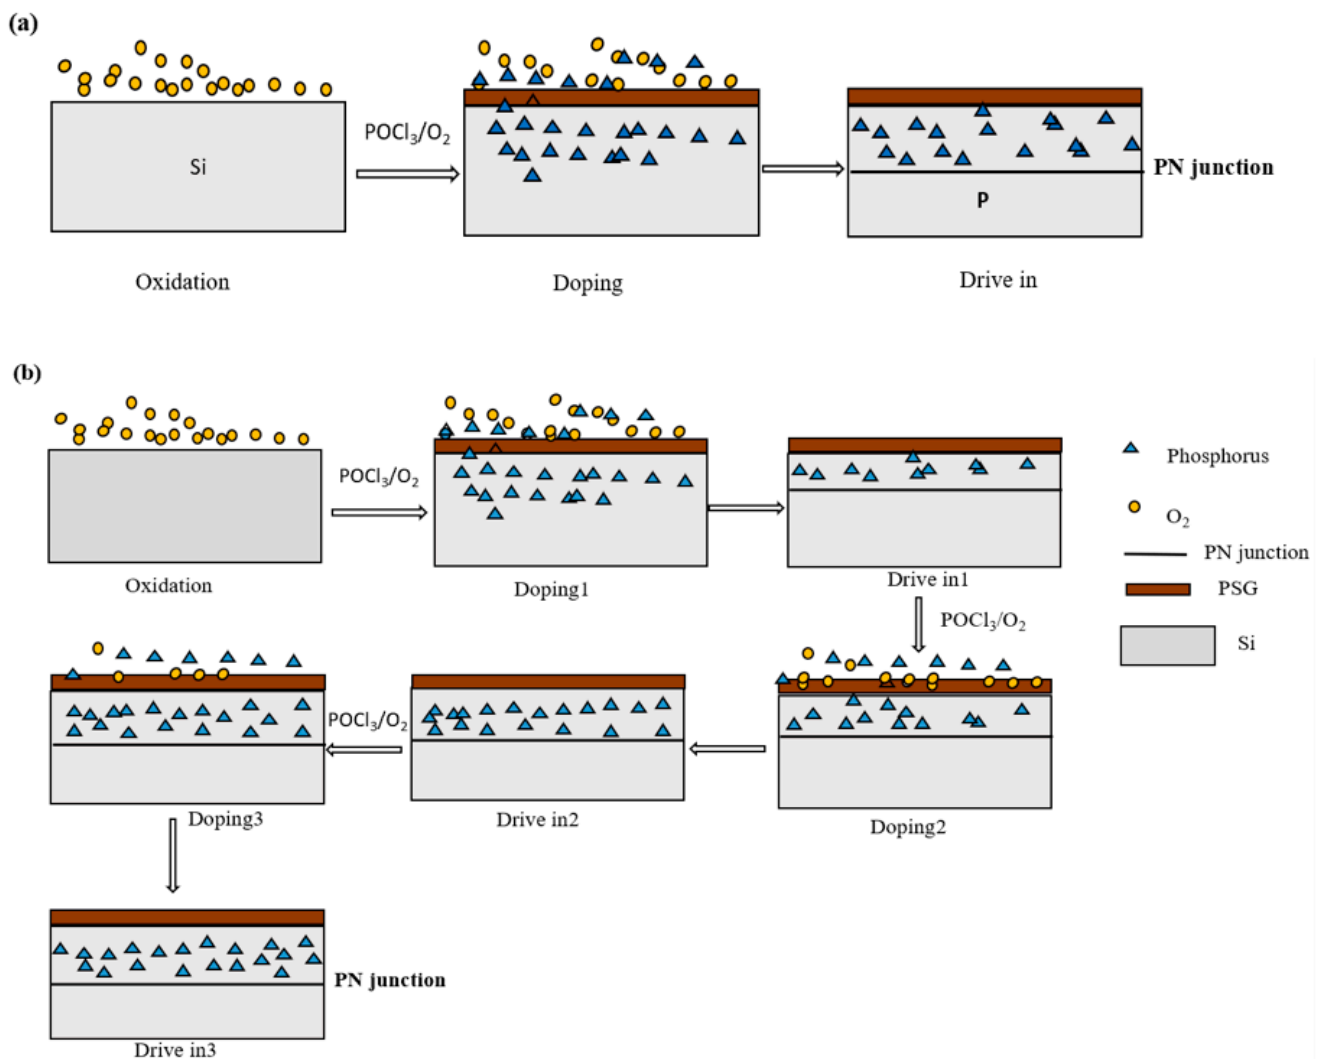 (a)
Si
POCl₃/O₂
PN junction
P
Oxidation
Doping
Drive in
(b)
POCl₃/O₂
Phosphorus
O₂
PN junction
PSG
Si
Oxidation
Doping1
Drive in1
POCl₃/O₂
POCl₃/O₂
Doping3
Drive in2
Doping2
PN junction
Drive in3